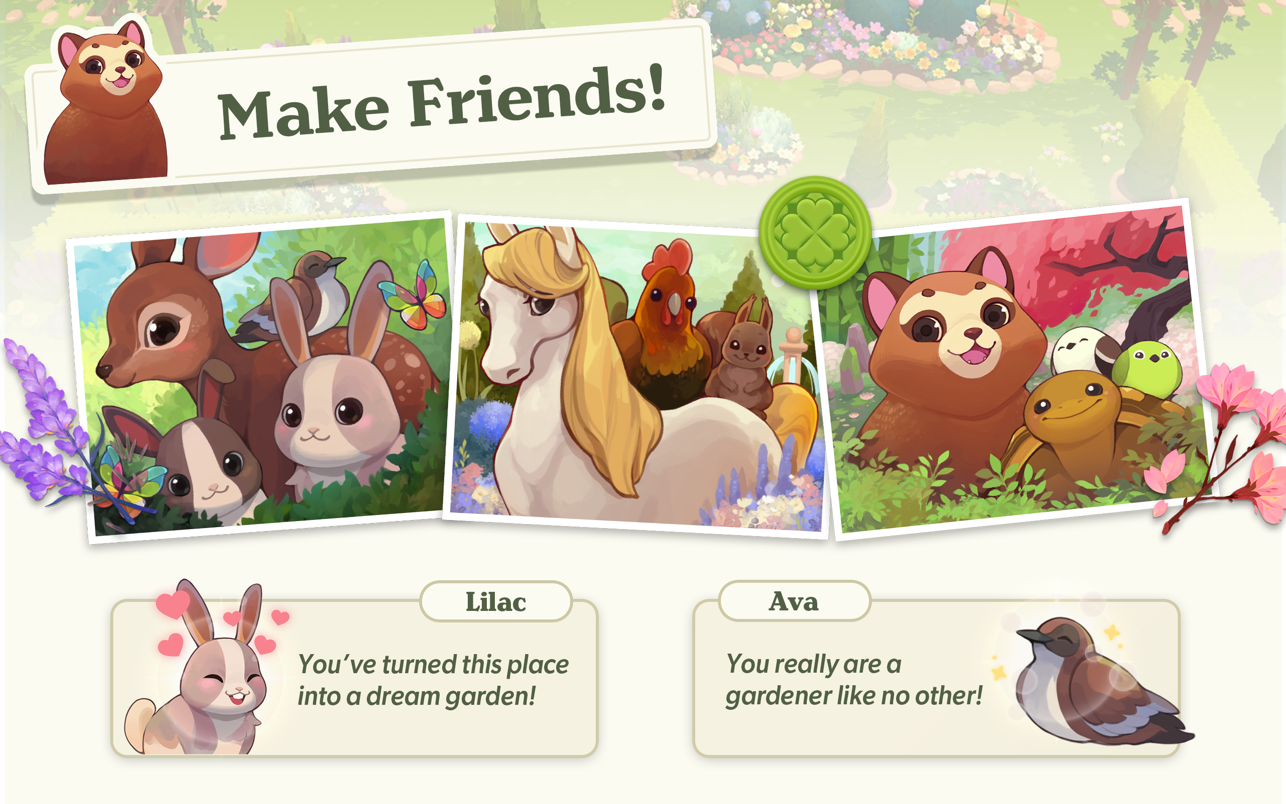 Make Friends!
Lilac
You’ve turned this place
into a dream garden!
Ava
You really are a
gardener like no other!